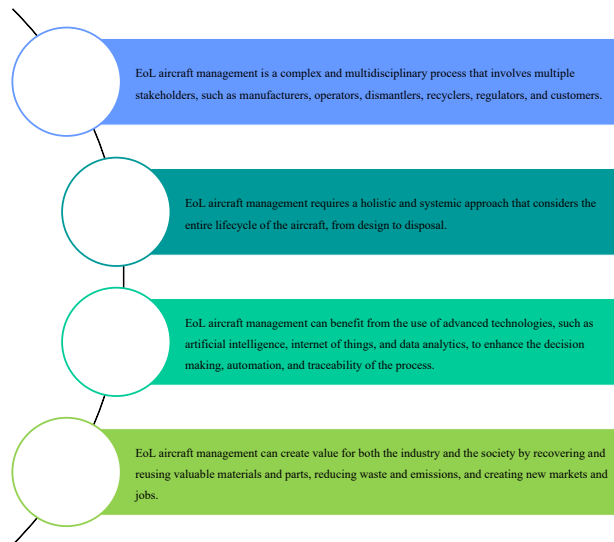 EoL aircraft management is a complex and multidisciplinary process that involves multiple
stakeholders, such as manufacturers, operators, dismantlers, recyclers, regulators, and customers.
EoL aircraft management requires a holistic and systemic approach that considers the
entire lifecycle of the aircraft, from design to disposal.
EoL aircraft management can benefit from the use of advanced technologies, such as
artificial intelligence, internet of things, and data analytics, to enhance the decision
making, automation, and traceability of the process.
EoL aircraft management can create value for both the industry and the society by recovering and
reusing valuable materials and parts, reducing waste and emissions, and creating new markets and
jobs.